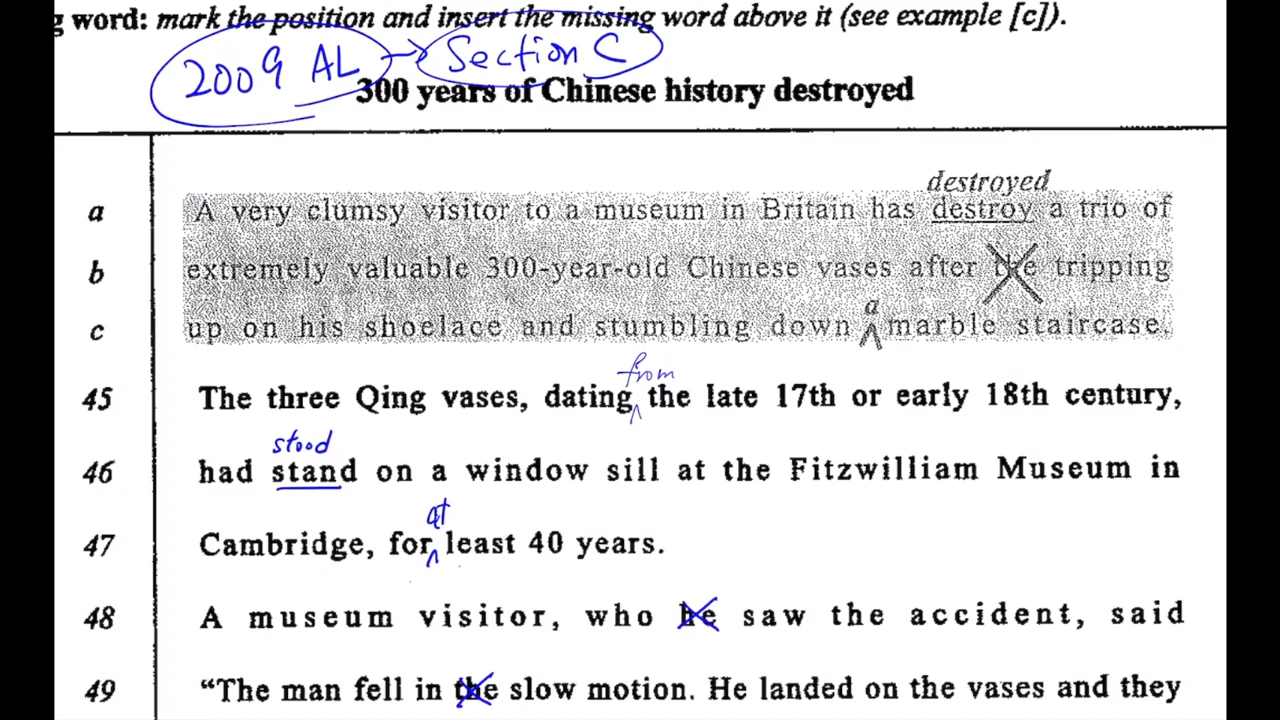 g word: mark the position and insert the missing word above it (see example [c]).
2009 AL → Section C
300 years of Chinese history destroyed
destroyed
a A very clumsy visitor to a museum in Britain has destroy a trio of
b extremely valuable 300-year-old Chinese vases after the tripping
a
c up on his shoelace and stumbling down marble staircase.
from
45 The three Qing vases, dating the late 17th or early 18th century,
stood
46 had stand on a window sill at the Fitzwilliam Museum in
at
47 Cambridge, for least 40 years.
48 A museum visitor, who he saw the accident, said
49 “The man fell in the slow motion. He landed on the vases and they